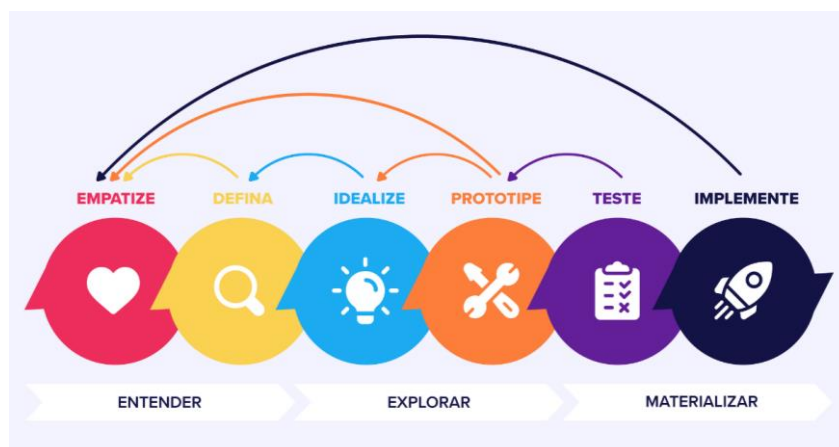 EMPATIZE DEFINA IDEALIZE PROTOTIPE TESTE IMPLEMENTE
ENTENDER EXPLORAR MATERIALIZAR